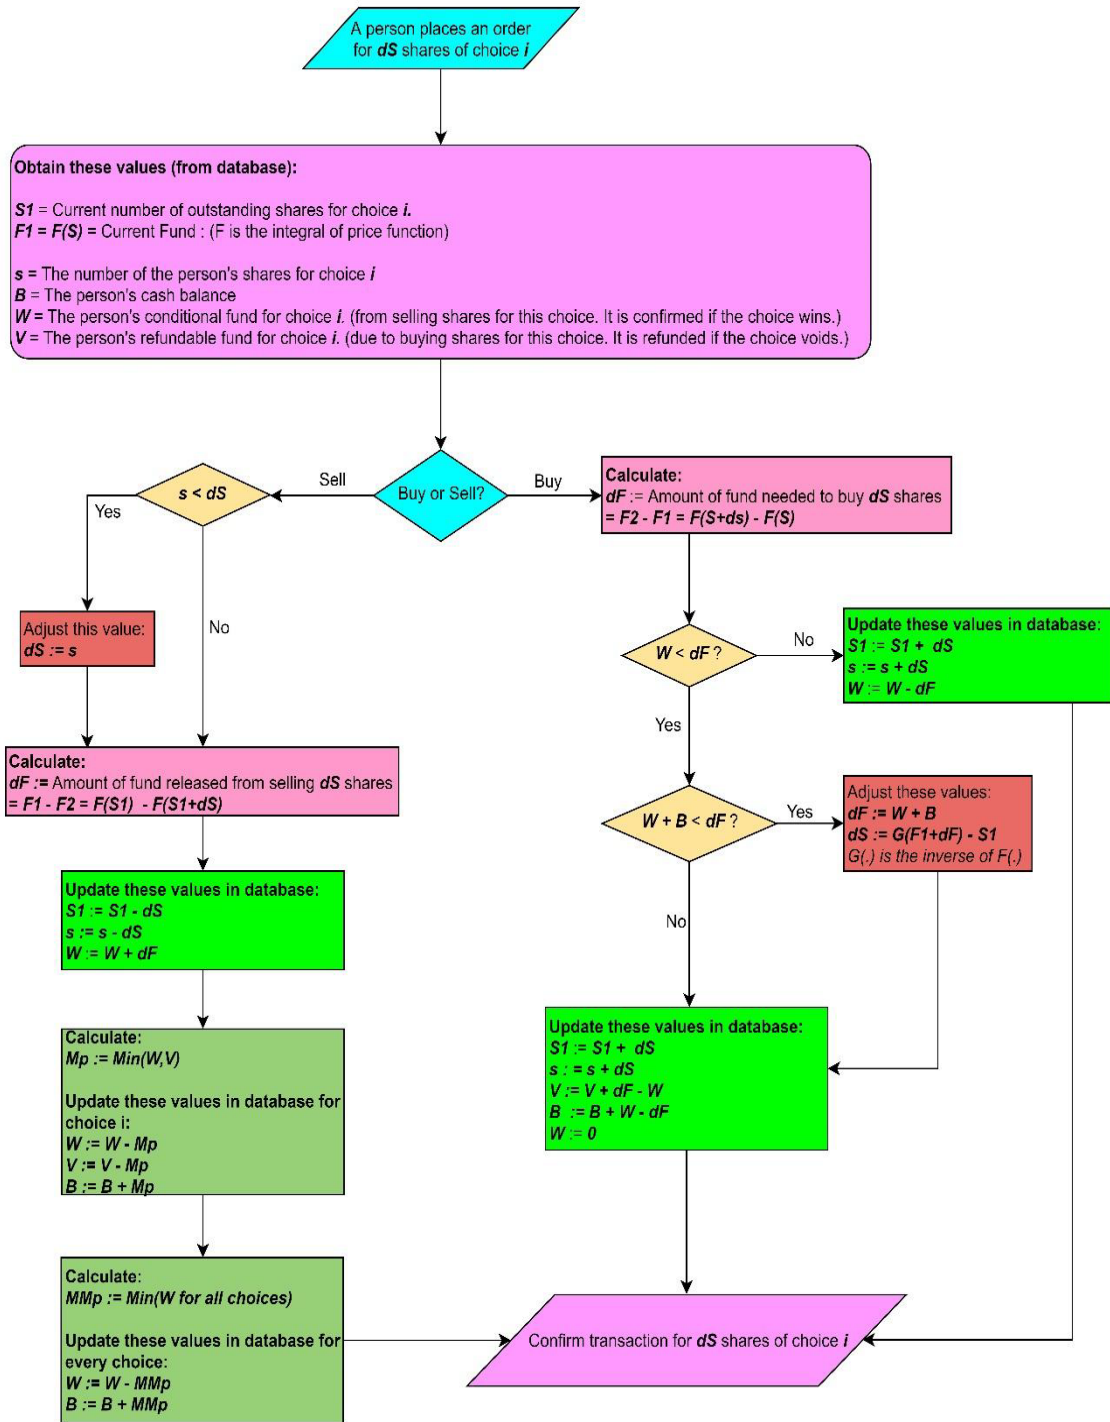 A person places an order
for dS shares of choice i
Obtain these values (from database):
S1 = Current number of outstanding shares for choice i.
F1 = F(S) = Current Fund : (F is the integral of price function)
s = The number of the person's shares for choice i
B = The person's cash balance
W = The person's conditional fund for choice i. (from selling shares for this choice. It is confirmed if the choice wins.)
V = The person's refundable fund for choice i. (due to buying shares for this choice. It is refunded if the choice voids.)
Buy or Sell?
Sell
Buy
s < dS
Yes
No
Adjust this value:
dS := s
Calculate:
dF := Amount of fund released from selling dS shares
= F1 - F2 = F(S1) - F(S1+dS)
Update these values in database:
S1 := S1 - dS
s := s - dS
W := W + dF
Calculate:
Mp := Min(W,V)
Update these values in database for
choice i:
W := W - Mp
V := V - Mp
B := B + Mp
Calculate:
MMp := Min(W for all choices)
Update these values in database for
every choice:
W := W - MMp
B := B + MMp
Calculate:
dF := Amount of fund needed to buy dS shares
= F2 - F1 = F(S+ds) - F(S)
W < dF ?
No
Yes
Update these values in database:
S1 := S1 + dS
s := s + dS
W := W - dF
W + B < dF ?
Yes
No
Adjust these values:
dF := W + B
dS := G(F1+dF) - S1
G(.) is the inverse of F(.)
Update these values in database:
S1 := S1 + dS
s : = s + dS
V := V + dF - W
B := B + W - dF
W := 0
Confirm transaction for dS shares of choice i